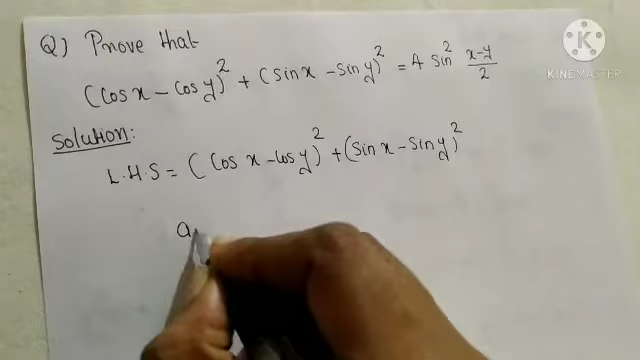 Q) Prove that
(Cos x - Cos y)² + (Sin x - Sin y)² = 4 Sin² (x-y)/2
Solution:
L.H.S = (Cos x - Cos y)² + (Sin x - Sin y)²
a
KINEMASTER